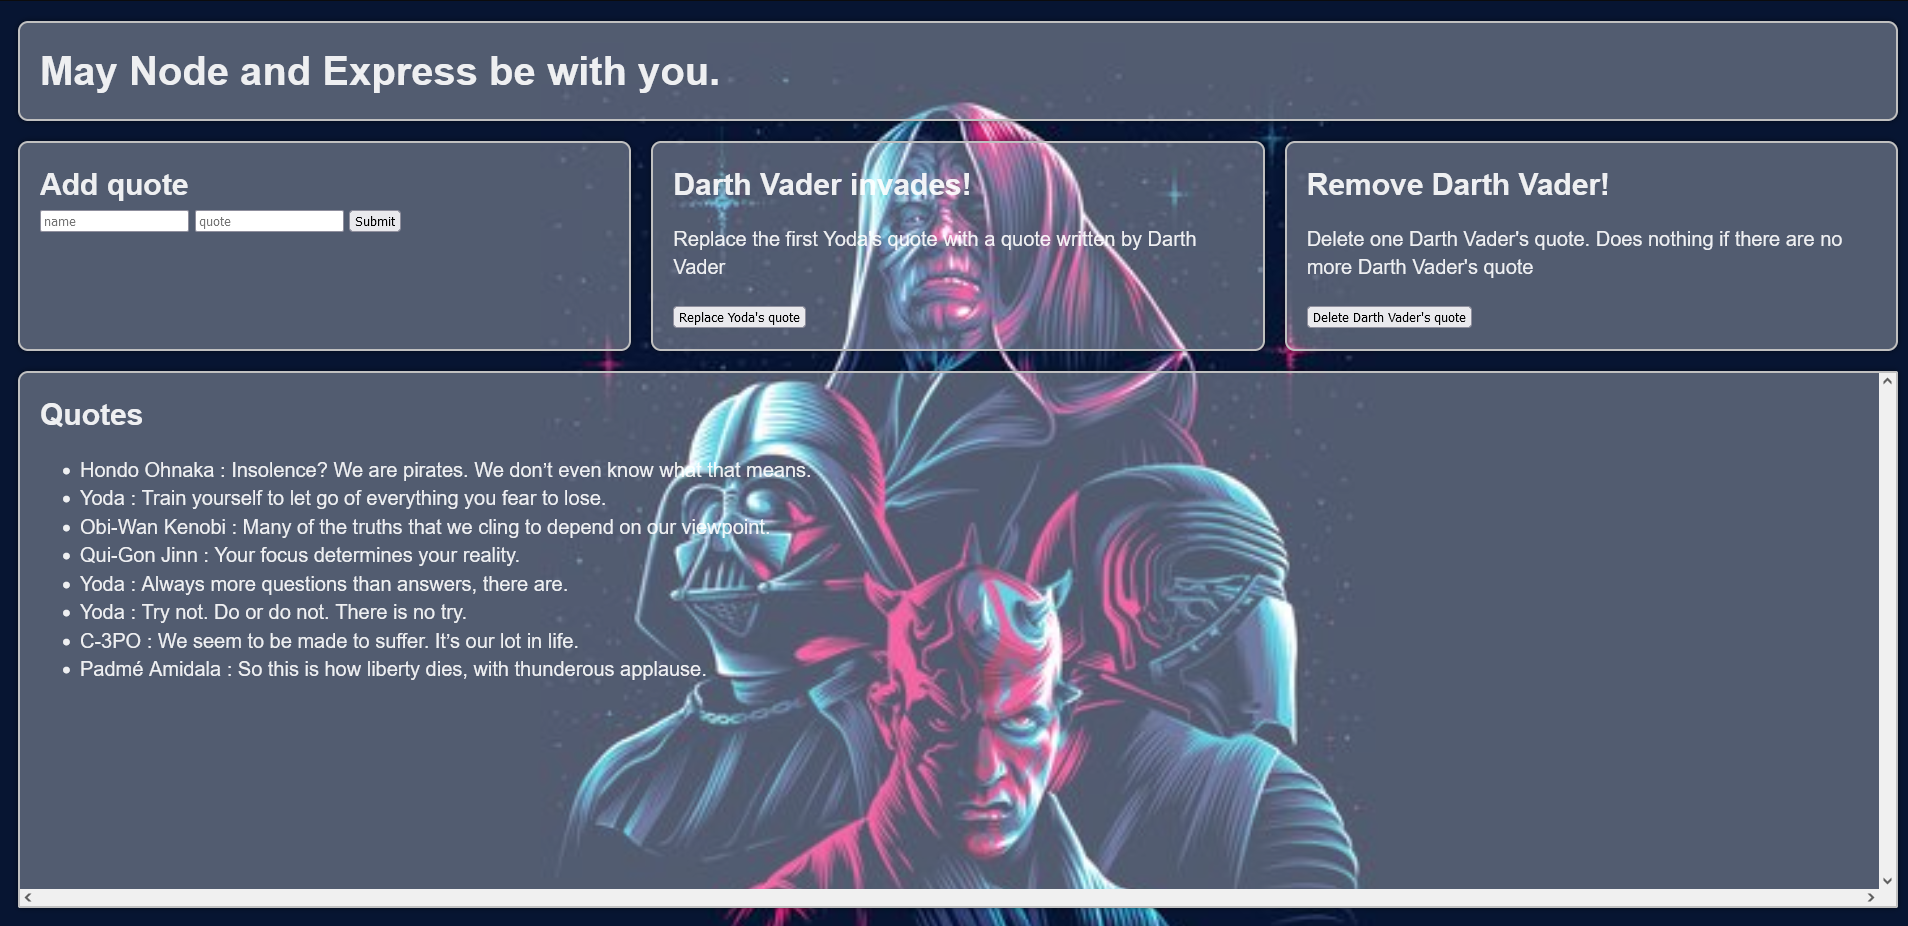 May Node and Express be with you.
Add quote
name quote Submit
Darth Vader invades!
Replace the first Yoda's quote with a quote written by Darth
Vader
Replace Yoda's quote
Remove Darth Vader!
Delete one Darth Vader's quote. Does nothing if there are no
more Darth Vader's quote
Delete Darth Vader's quote
Quotes
• Hondo Ohnaka : Insolence? We are pirates. We don’t even know what that means.
• Yoda : Train yourself to let go of everything you fear to lose.
• Obi-Wan Kenobi : Many of the truths that we cling to depend on our viewpoint.
• Qui-Gon Jinn : Your focus determines your reality.
• Yoda : Always more questions than answers, there are.
• Yoda : Try not. Do or do not. There is no try.
• C-3PO : We seem to be made to suffer. It’s our lot in life.
• Padmé Amidala : So this is how liberty dies, with thunderous applause.